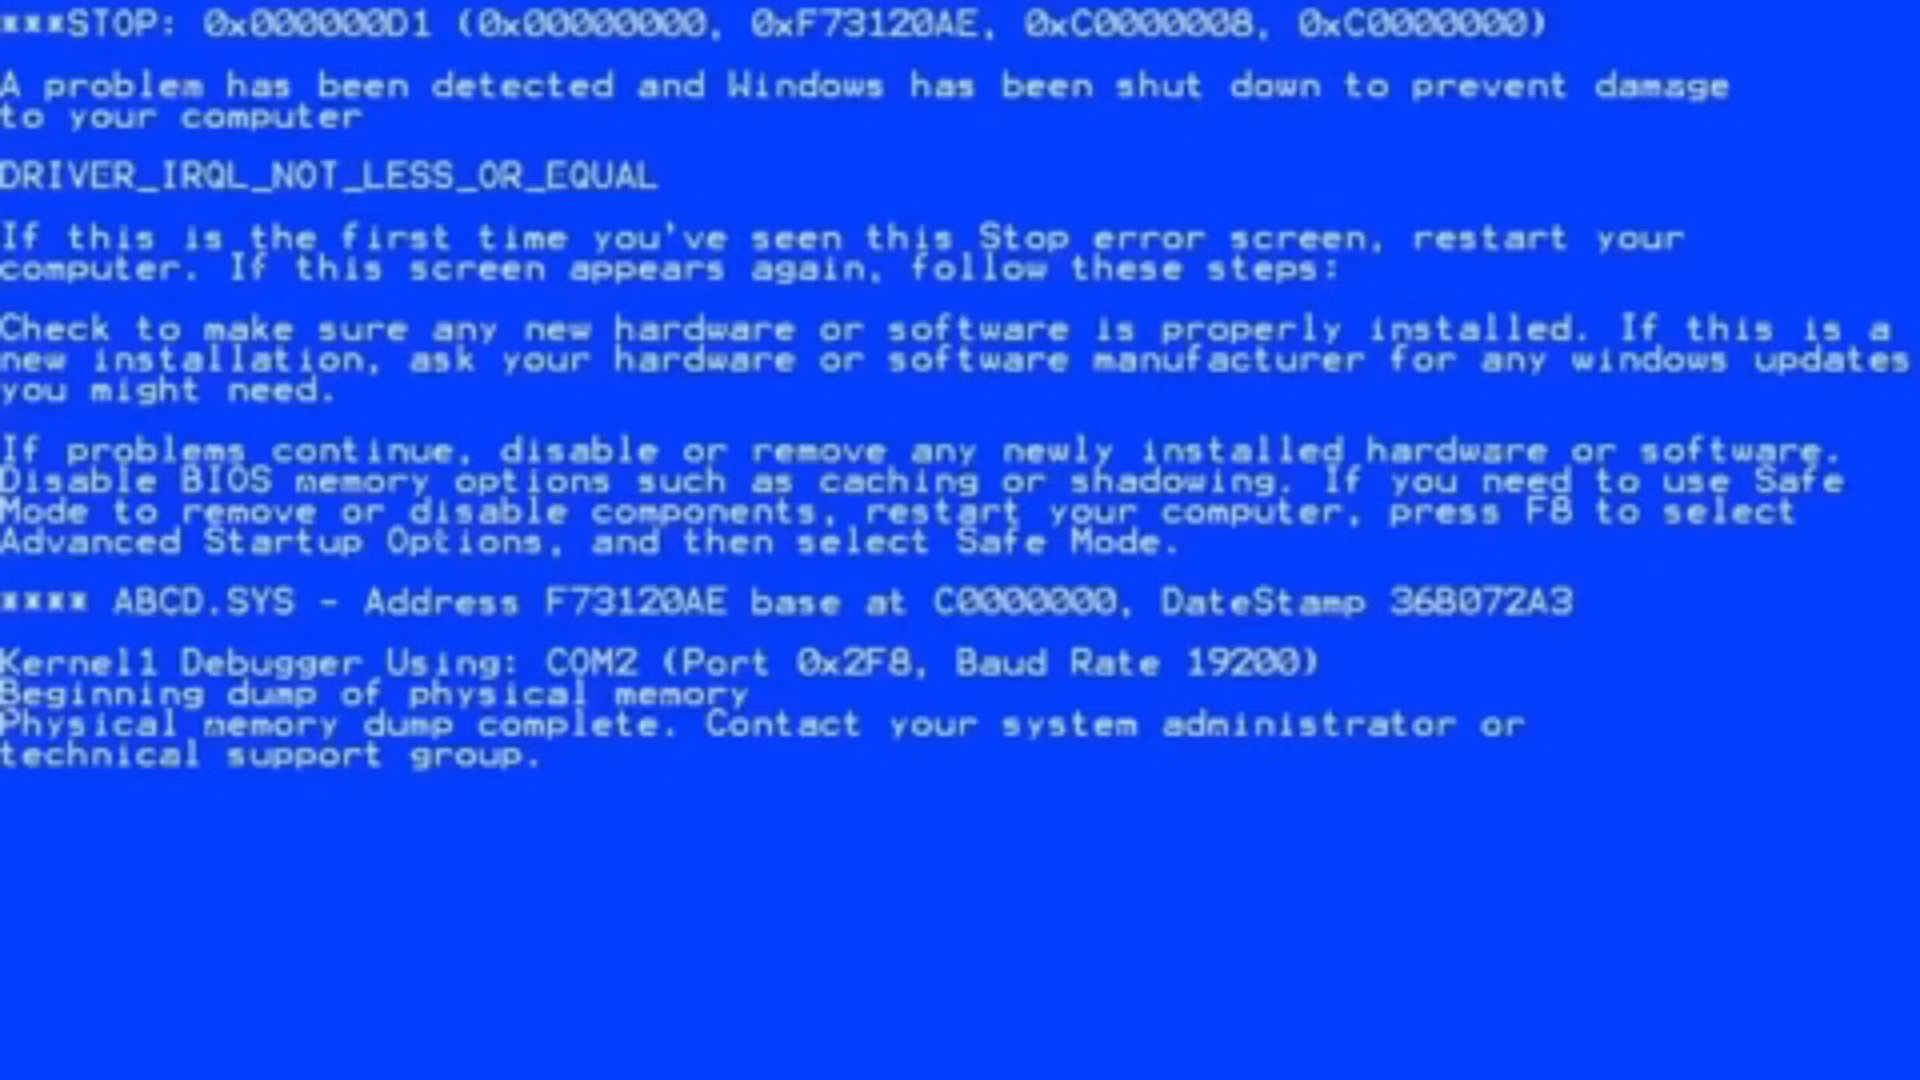 ***STOP: 0x000000D1 (0x00000000, 0xF73120AE, 0xC0000008, 0xC0000000)
A problem has been detected and Windows has been shut down to prevent damage
to your computer
DRIVER_IRQL_NOT_LESS_OR_EQUAL
If this is the first time you've seen this Stop error screen, restart your
computer. If this screen appears again, follow these steps:
Check to make sure any new hardware or software is properly installed. If this is a
new installation, ask your hardware or software manufacturer for any windows updates
you might need.
If problems continue, disable or remove any newly installed hardware or software.
Disable BIOS memory options such as caching or shadowing. If you need to use Safe
Mode to remove or disable components, restart your computer, press F8 to select
Advanced Startup Options, and then select Safe Mode.
**** ABCD.SYS - Address F73120AE base at C0000000, DateStamp 368072A3
Kernel1 Debugger Using: COM2 (Port 0x2F8, Baud Rate 19200)
Beginning dump of physical memory
Physical memory dump complete. Contact your system administrator or
technical support group.